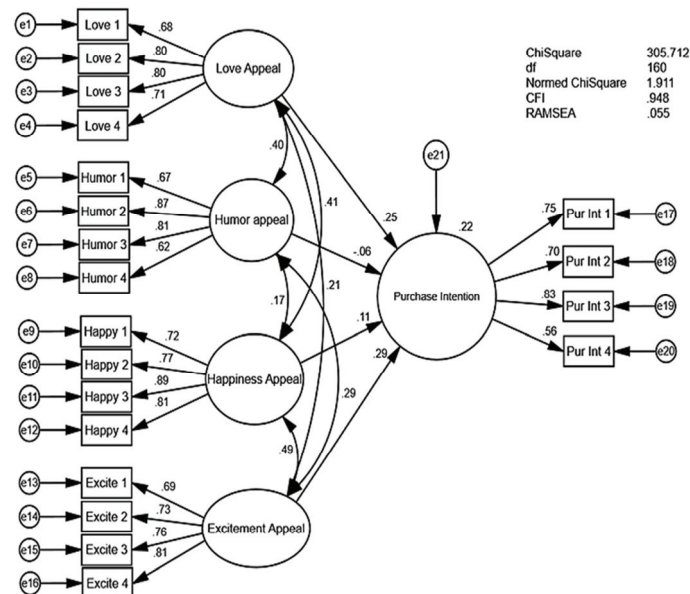 e1 Love 1 .68
e2 Love 2 .80
e3 Love 3 .80
e4 Love 4 .71
Love Appeal
ChiSquare 305.712
df 160
Normed ChiSquare 1.911
CFI .948
RAMSEA .055
.40
e5 Humor 1 .67
e6 Humor 2 .87
e7 Humor 3 .81
e8 Humor 4 .62
Humor appeal
.41
.25
-.06
.21
.17
.11
.29
.29
e21
.22
Purchase Intention
.75 Pur Int 1 e17
.70 Pur Int 2 e18
.83 Pur Int 3 e19
.56 Pur Int 4 e20
e9 Happy 1 .72
e10 Happy 2 .77
e11 Happy 3 .89
e12 Happy 4 .81
Happiness Appeal
.49
e13 Excite 1 .69
e14 Excite 2 .73
e15 Excite 3 .76
e16 Excite 4 .81
Excitement Appeal